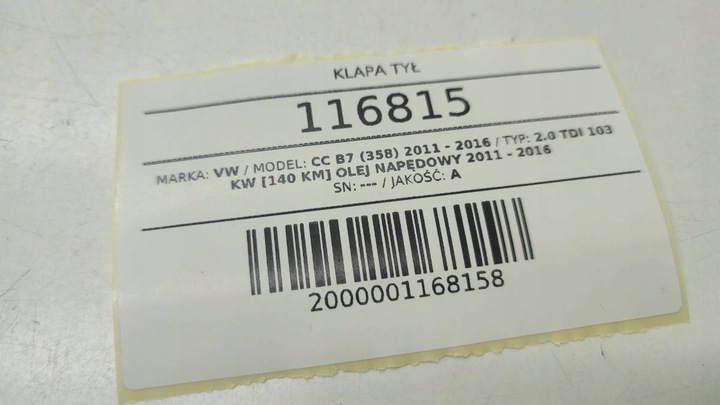 KLAPA TYŁ
116815
MARKA: VW / MODEL: CC B7 (358) 2011 - 2016 / TYP: 2.0 TDI 103
KW [140 KM] OLEJ NAPĘDOWY 2011 - 2016
SN: --- / JAKOŚĆ: A
2000001168158